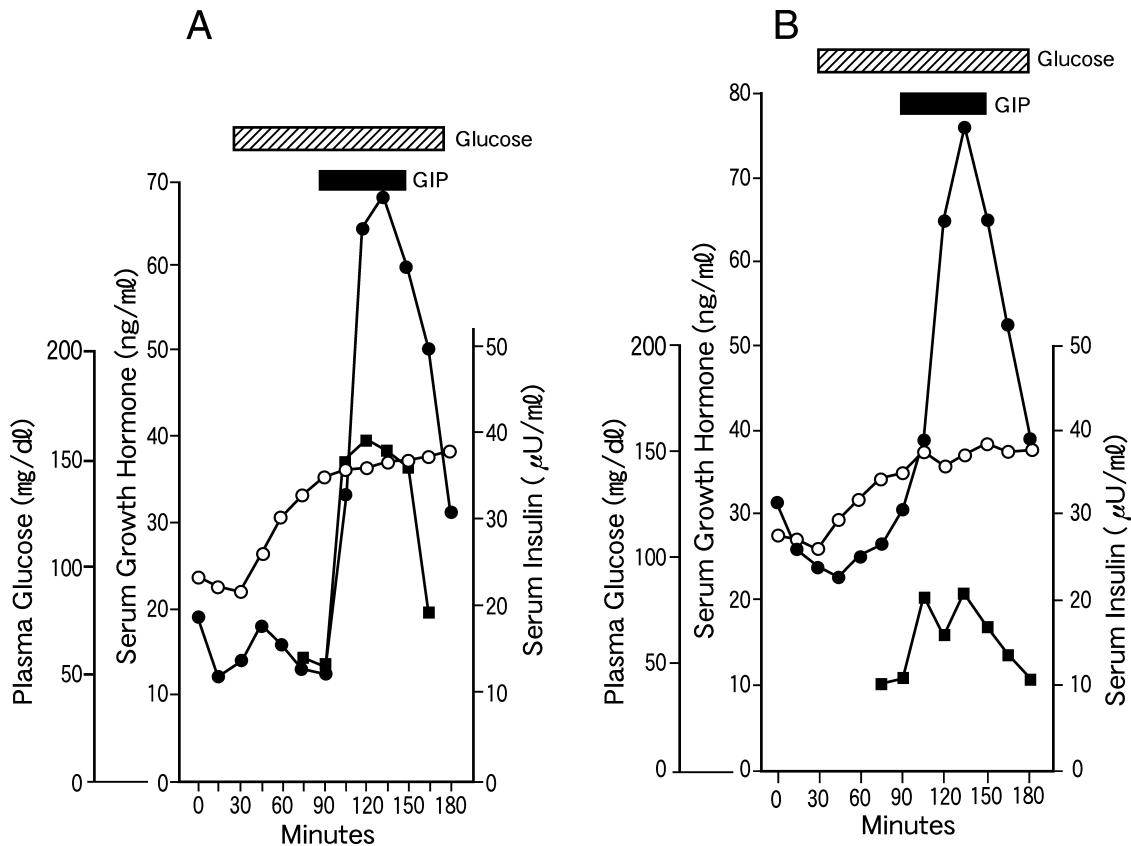 A
Glucose
GIP
70
60
50
40
30
20
10
0
200
150
100
50
0
50
40
30
20
10
0
Plasma Glucose (mg/dℓ)
Serum Growth Hormone (ng/mℓ)
Serum Insulin (μU/mℓ)
0 30 60 90 120 150 180
Minutes
B
Glucose
GIP
80
70
60
50
40
30
20
10
0
200
150
100
50
0
50
40
30
20
10
0
Plasma Glucose (mg/dℓ)
Serum Growth Hormone (ng/mℓ)
Serum Insulin (μU/mℓ)
0 30 60 90 120 150 180
Minutes